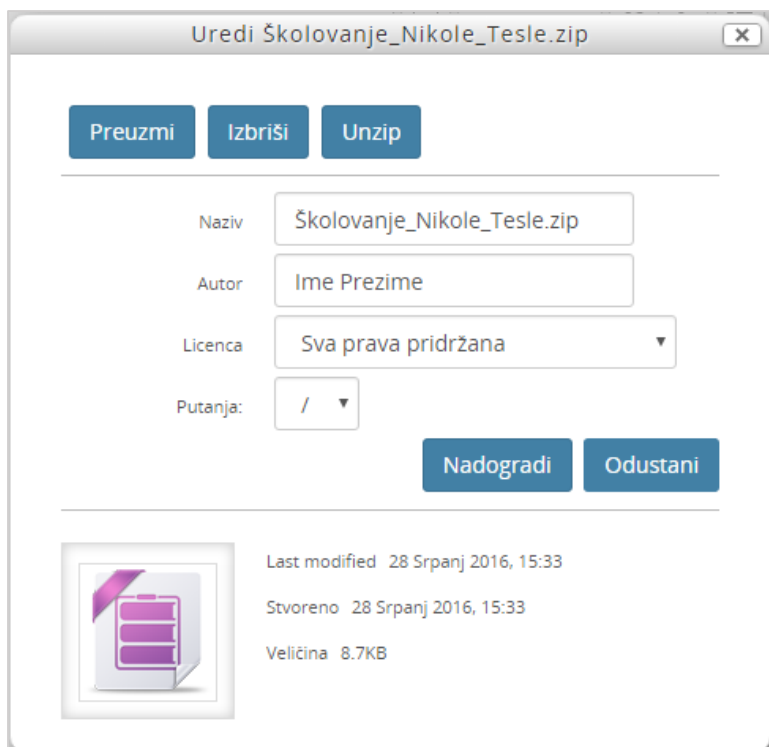 Uredi Školovanje_Nikole_Tesle.zip
Preuzmi Izbriši Unzip
Naziv Školovanje_Nikole_Tesle.zip
Autor Ime Prezime
Licenca Sva prava pridržana
Putanja: /
Nadogradi Odustani
Last modified 28 Srpanj 2016, 15:33
Stvoreno 28 Srpanj 2016, 15:33
Veličina 8.7KB